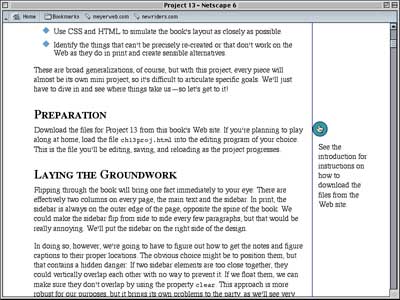 Project 13 - Netscape 6
Home Bookmarks meyerweb.com newriders.com
Use CSS and HTML to simulate the book's layout as closely as possible.
Identify the things that can't be precisely re-created or that don't work on the
Web as they do in print and create sensible alternatives.
These are broad generalizations, of course, but with this project, every piece will
almost be its own mini project, so it's difficult to articulate specific goals. We'll just
have to dive in and see where things take us—so let's get to it!
PREPARATION
Download the files for Project 13 from this book's Web site. If you're planning to play
along at home, load the file ch13proj.html into the editing program of your choice.
This is the file you'll be editing, saving, and reloading as the project progresses.
See the
introduction for
instructions on
how to
download the
files from the
Web site.
LAYING THE GROUNDWORK
Flipping through the book will bring one fact immediately to your eye: There are
effectively two columns on every page, the main text and the sidebar. In print, the
sidebar is always on the outer edge of the page, opposite the spine of the book. We
could make the sidebar flip from side to side every few paragraphs, but that would be
really annoying. We'll put the sidebar on the right side of the design.
In doing so, however, we're going to have to figure out how to get the notes and figure
captions to their proper locations. The obvious choice might be to position them, but
that contains a hidden danger: If two sidebar elements are too close together, they
could vertically overlap each other with no way to prevent it. If we float them, we can
make sure they don't overlap by using the property clear. This approach is more
robust for our purposes, but it brings its own problems to the party, as we'll see very